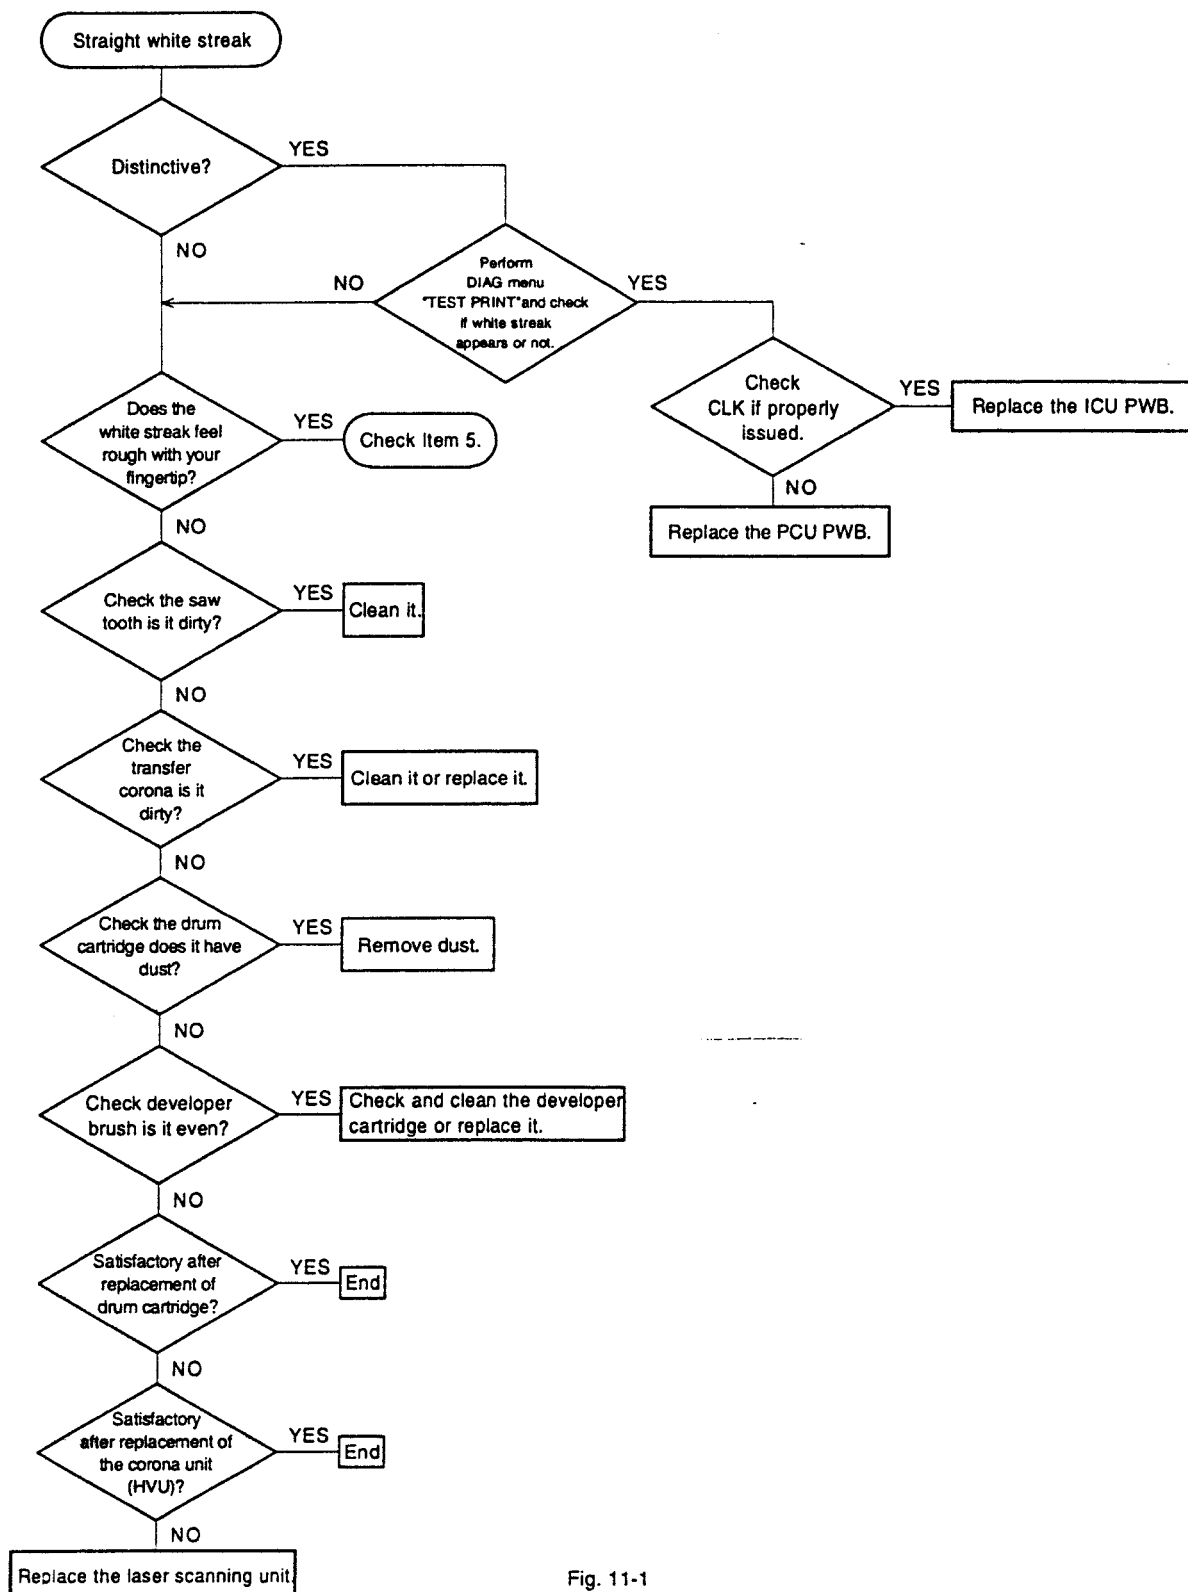 Straight white streak
Distinctive?
YES
NO
Perform
DIAG menu
"TEST PRINT" and check
if white streak
appears or not.
NO
YES
Check
CLK if properly
issued.
YES
Replace the ICU PWB.
NO
Replace the PCU PWB.
Does the
white streak feel
rough with your
fingertip?
YES
Check Item 5.
NO
Check the saw
tooth is it dirty?
YES
Clean it.
NO
Check the
transfer
corona is it
dirty?
YES
Clean it or replace it.
NO
Check the drum
cartridge does it have
dust?
YES
Remove dust.
NO
Check developer
brush is it even?
YES
Check and clean the developer
cartridge or replace it.
NO
Satisfactory after
replacement of
drum cartridge?
YES
End
NO
Satisfactory
after replacement of
the corona unit
(HVU)?
YES
End
NO
Replace the laser scanning unit.
Fig. 11-1